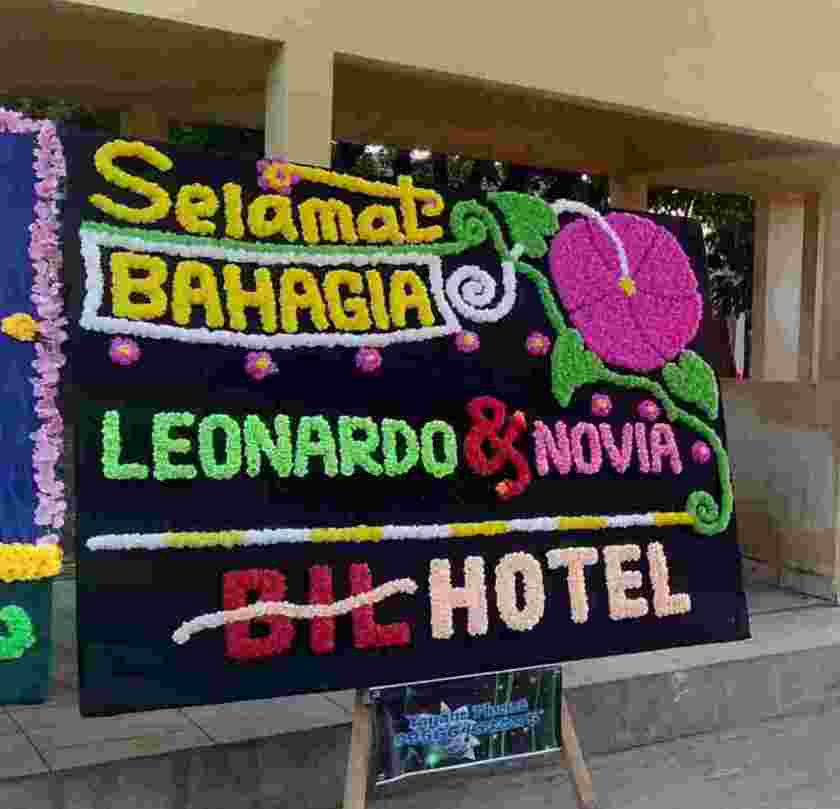 Selamat
BAHAGIA
LEONARDO & NOVIA
BIL HOTEL